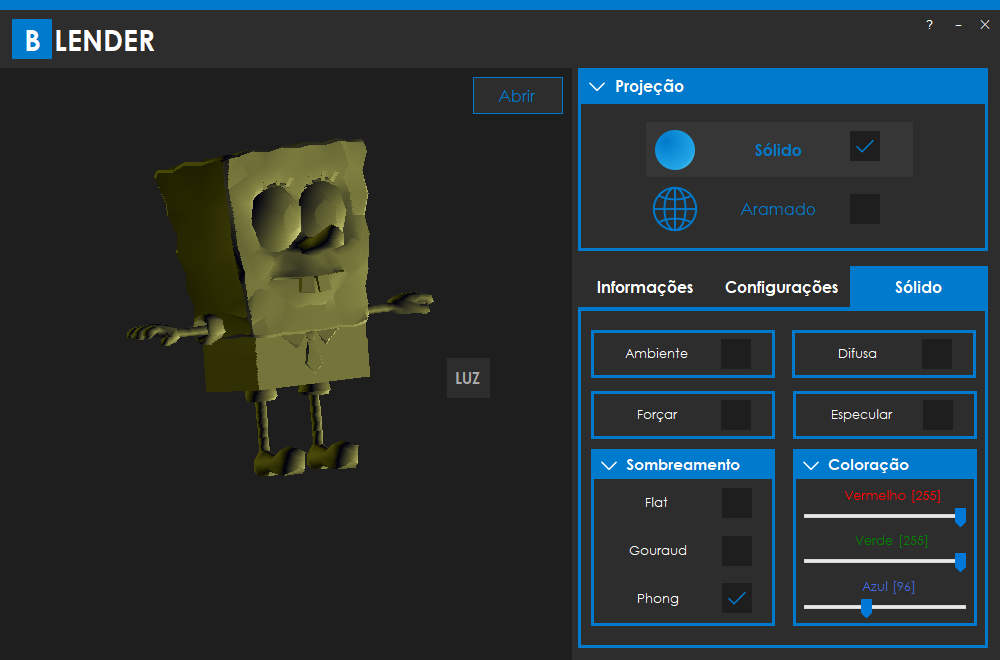 ? – ×
B LENDER
Abrir
Projeção
Sólido
Aramado
Informações Configurações Sólido
Ambiente Difusa
Forçar Especular
LUZ
Sombreamento
Flat
Gouraud
Phong
Coloração
Vermelho [255]
Verde [255]
Azul [96]